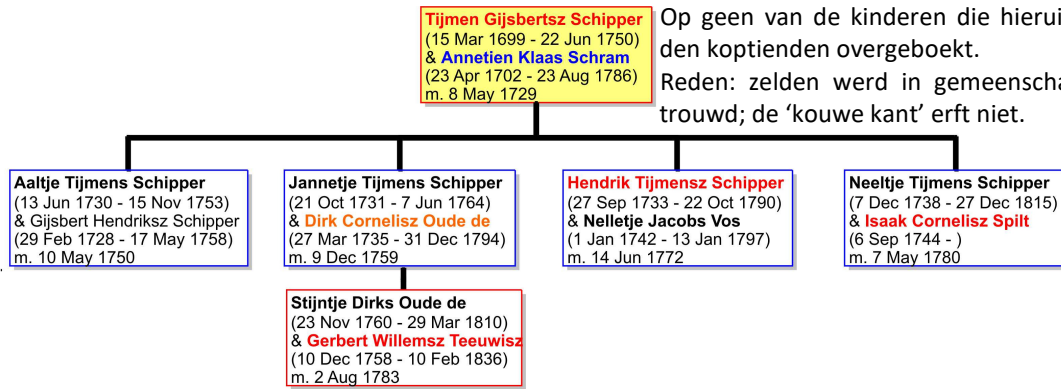 Tijmen Gijsbertsz Schipper
(15 Mar 1699 - 22 Jun 1750)
& Annetien Klaas Schram
(23 Apr 1702 - 23 Aug 1786)
m. 8 May 1729
Op geen van de kinderen die hierui
den koptienden overgeboekt.
Reden: zelden werd in gemeenscha
trouwd; de ‘kouwe kant’ erft niet.
Aaltje Tijmens Schipper
(13 Jun 1730 - 15 Nov 1753)
& Gijsbert Hendriksz Schipper
(29 Feb 1728 - 17 May 1758)
m. 10 May 1750
Jannetje Tijmens Schipper
(21 Oct 1731 - 7 Jun 1764)
& Dirk Cornelisz Oude de
(27 Mar 1735 - 31 Dec 1794)
m. 9 Dec 1759
Hendrik Tijmensz Schipper
(27 Sep 1733 - 22 Oct 1790)
& Nelletje Jacobs Vos
(1 Jan 1742 - 13 Jan 1797)
m. 14 Jun 1772
Neeltje Tijmens Schipper
(7 Dec 1738 - 27 Dec 1815)
& Isaak Cornelisz Spilt
(6 Sep 1744 - )
m. 7 May 1780
Stijntje Dirks Oude de
(23 Nov 1760 - 29 Mar 1810)
& Gerbert Willemsz Teeuwisz
(10 Dec 1758 - 10 Feb 1836)
m. 2 Aug 1783